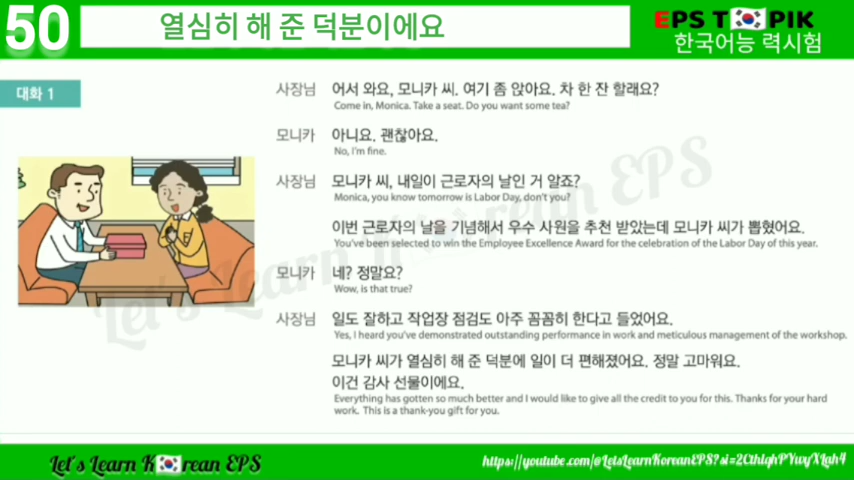 50
열심히 해 준 덕분이에요
EPS TOPIK
한국어능 력시험
대화 1
사장님 어서 와요, 모니카 씨. 여기 좀 앉아요. 차 한 잔 할래요?
Come in, Monica. Take a seat. Do you want some tea?
모니카 아니요. 괜찮아요.
No, I'm fine.
사장님 모니카 씨, 내일이 근로자의 날인 거 알죠?
Monica, you know tomorrow is Labor Day, don't you?
이번 근로자의 날을 기념해서 우수 사원을 추천 받았는데 모니카 씨가 뽑혔어요.
You've been selected to win the Employee Excellence Award for the celebration of the Labor Day of this year.
모니카 네? 정말요?
Wow, is that true?
사장님 일도 잘하고 작업장 점검도 아주 꼼꼼히 한다고 들었어요.
Yes, I heard you've demonstrated outstanding performance in work and meticulous management of the workshop.
모니카 씨가 열심히 해 준 덕분에 일이 더 편해졌어요. 정말 고마워요.
이건 감사 선물이에요.
Everything has gotten so much better and I would like to give all the credit to you for this. Thanks for your hard
work. This is a thank-you gift for you.
Let's Learn Korean EPS
Let's Learn Korean EPS